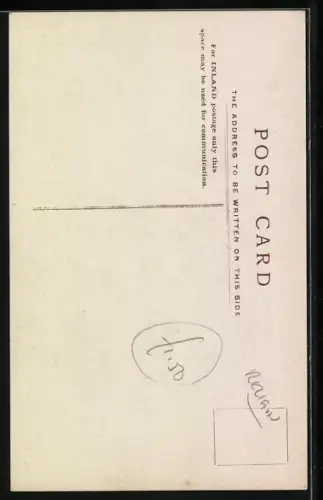 POST CARD
THE ADDRESS TO BE WRITTEN ON THIS SIDE
For INLAND postage only this
space may be used for communication.